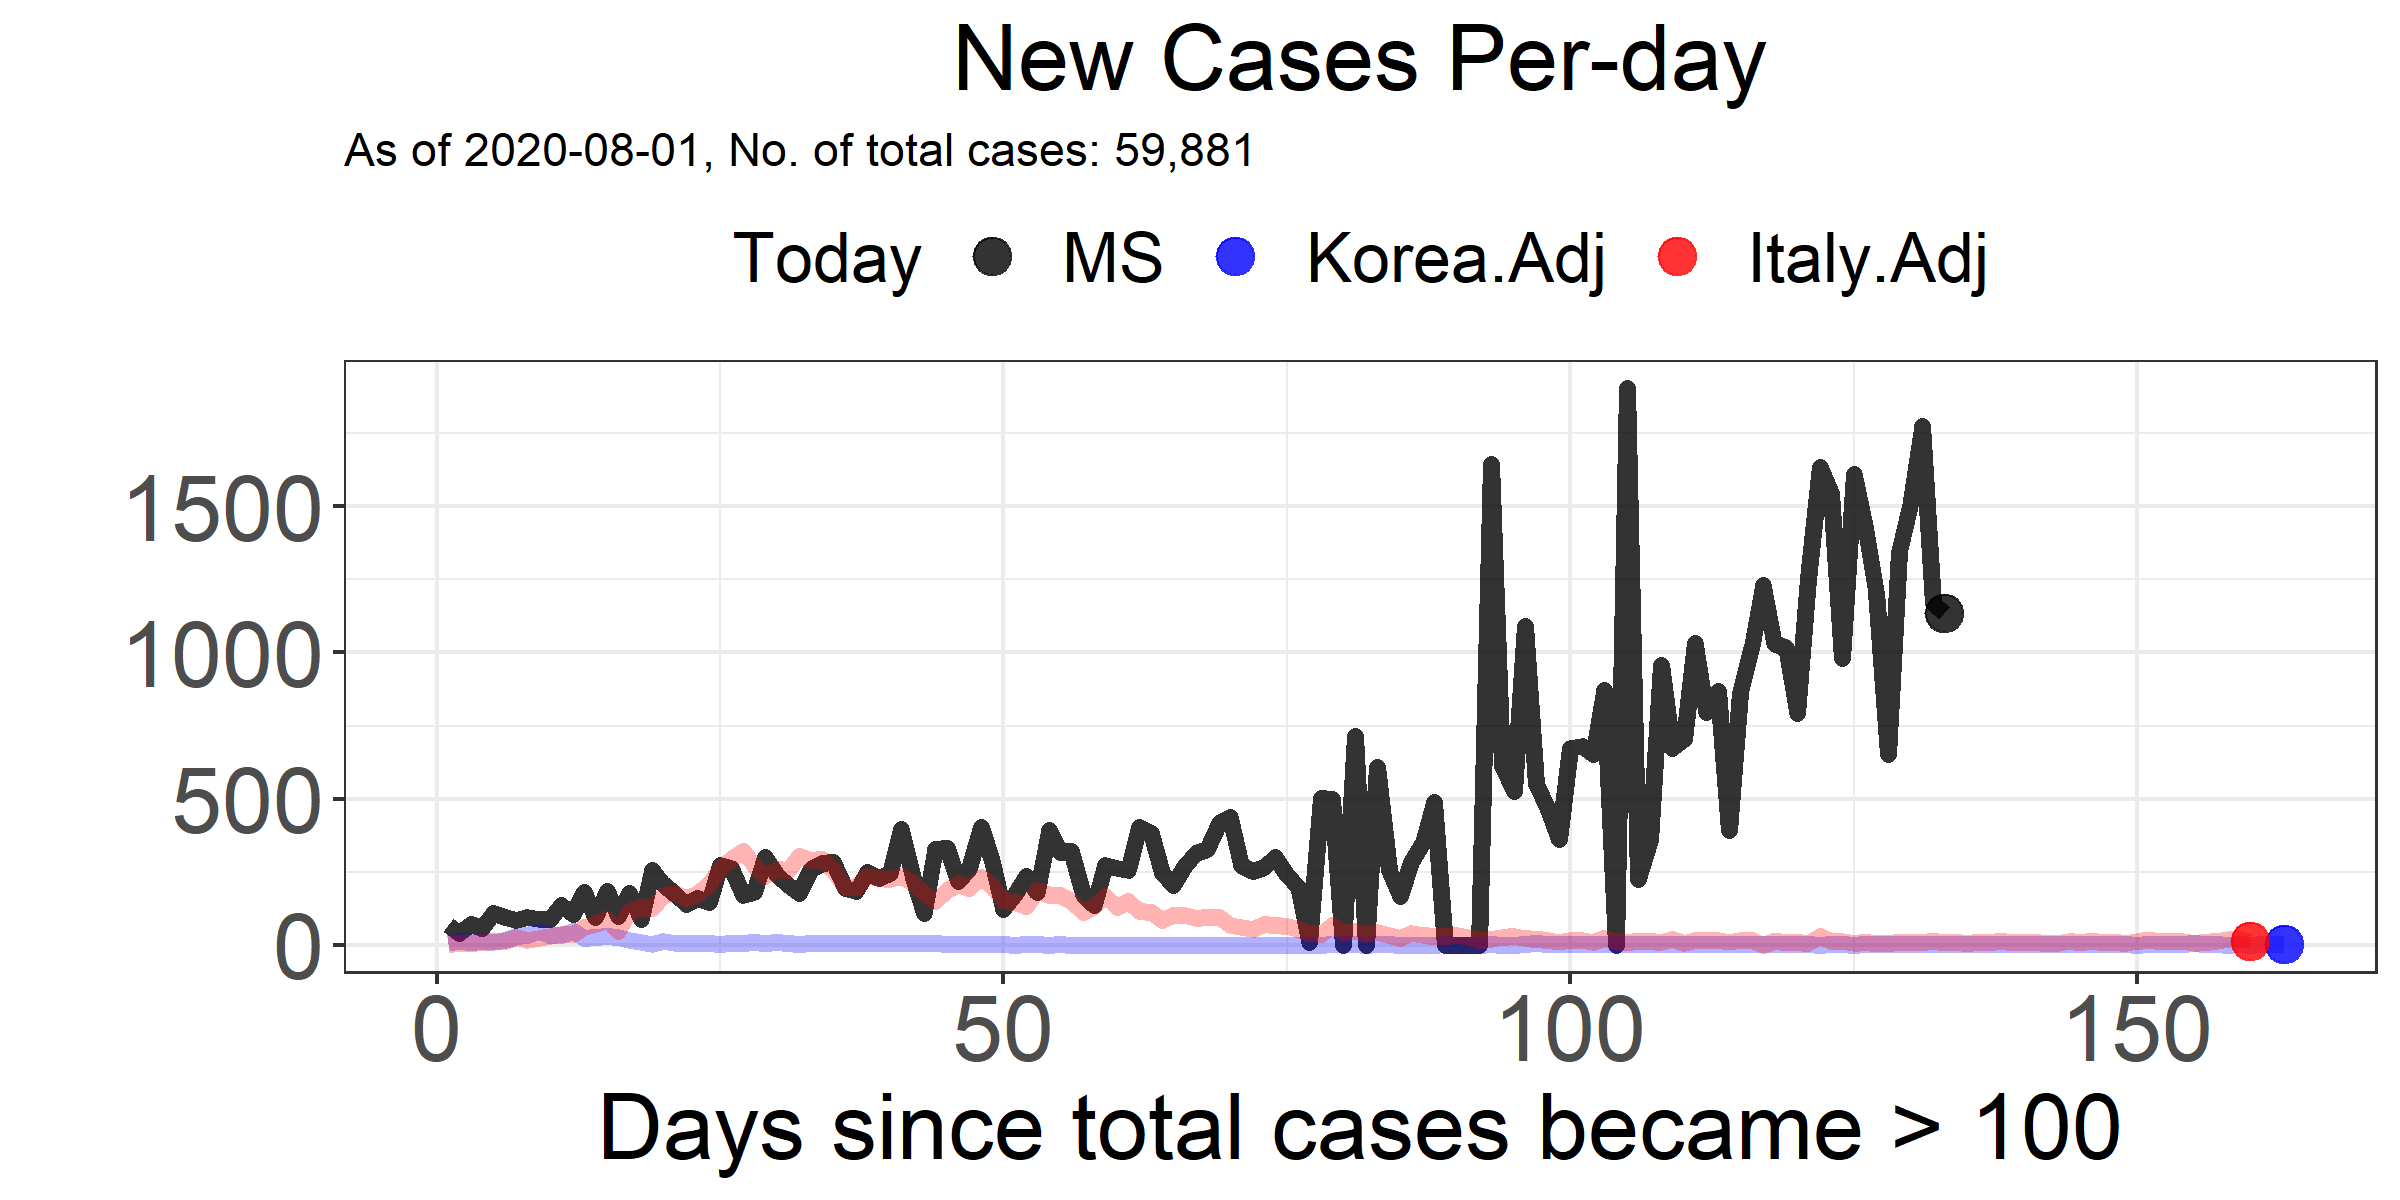 New Cases Per-day
As of 2020-08-01, No. of total cases: 59,881
Today MS Korea.Adj Italy.Adj
1500
1000
500
0
0 50 100 150
Days since total cases became > 100